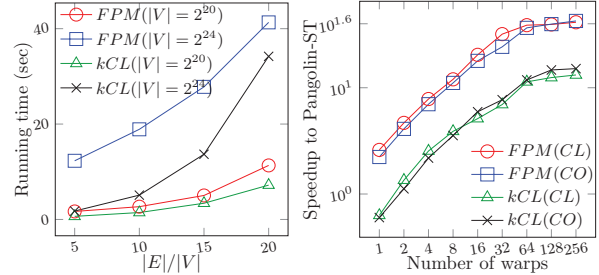 Running time (sec)
40
20
0
FPM(|V| = 2^20)
FPM(|V| = 2^24)
kCL(|V| = 2^20)
kCL(|V| = 2^24)
5 10 15 20
|E|/|V|
Speedup to Pangolin-ST
10^1.6
10^1
10^0
FPM(CL)
FPM(CO)
kCL(CL)
kCL(CO)
1 2 4 8 16 32 64 128 256
Number of warps